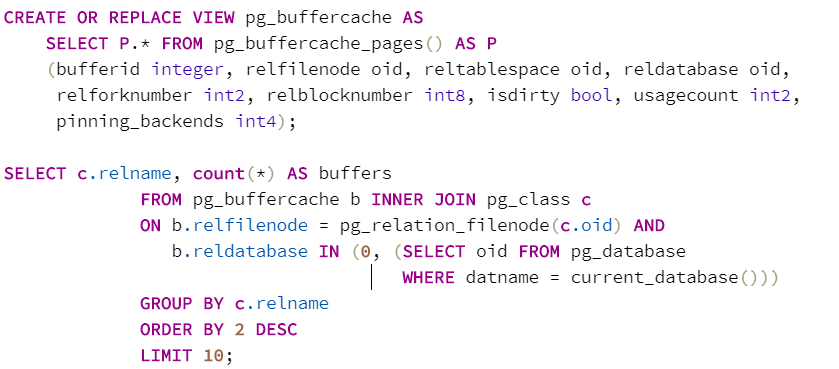 CREATE OR REPLACE VIEW pg_buffercache AS
SELECT P.* FROM pg_buffercache_pages() AS P
(bufferid integer, relfilenode oid, reltablespace oid, reldatabase oid,
relforknumber int2, relblocknumber int8, isdirty bool, usagecount int2,
pinning_backends int4);
SELECT c.relname, count(*) AS buffers
FROM pg_buffercache b INNER JOIN pg_class c
ON b.relfilenode = pg_relation_filenode(c.oid) AND
b.reldatabase IN (0, (SELECT oid FROM pg_database
WHERE datname = current_database()))
GROUP BY c.relname
ORDER BY 2 DESC
LIMIT 10;